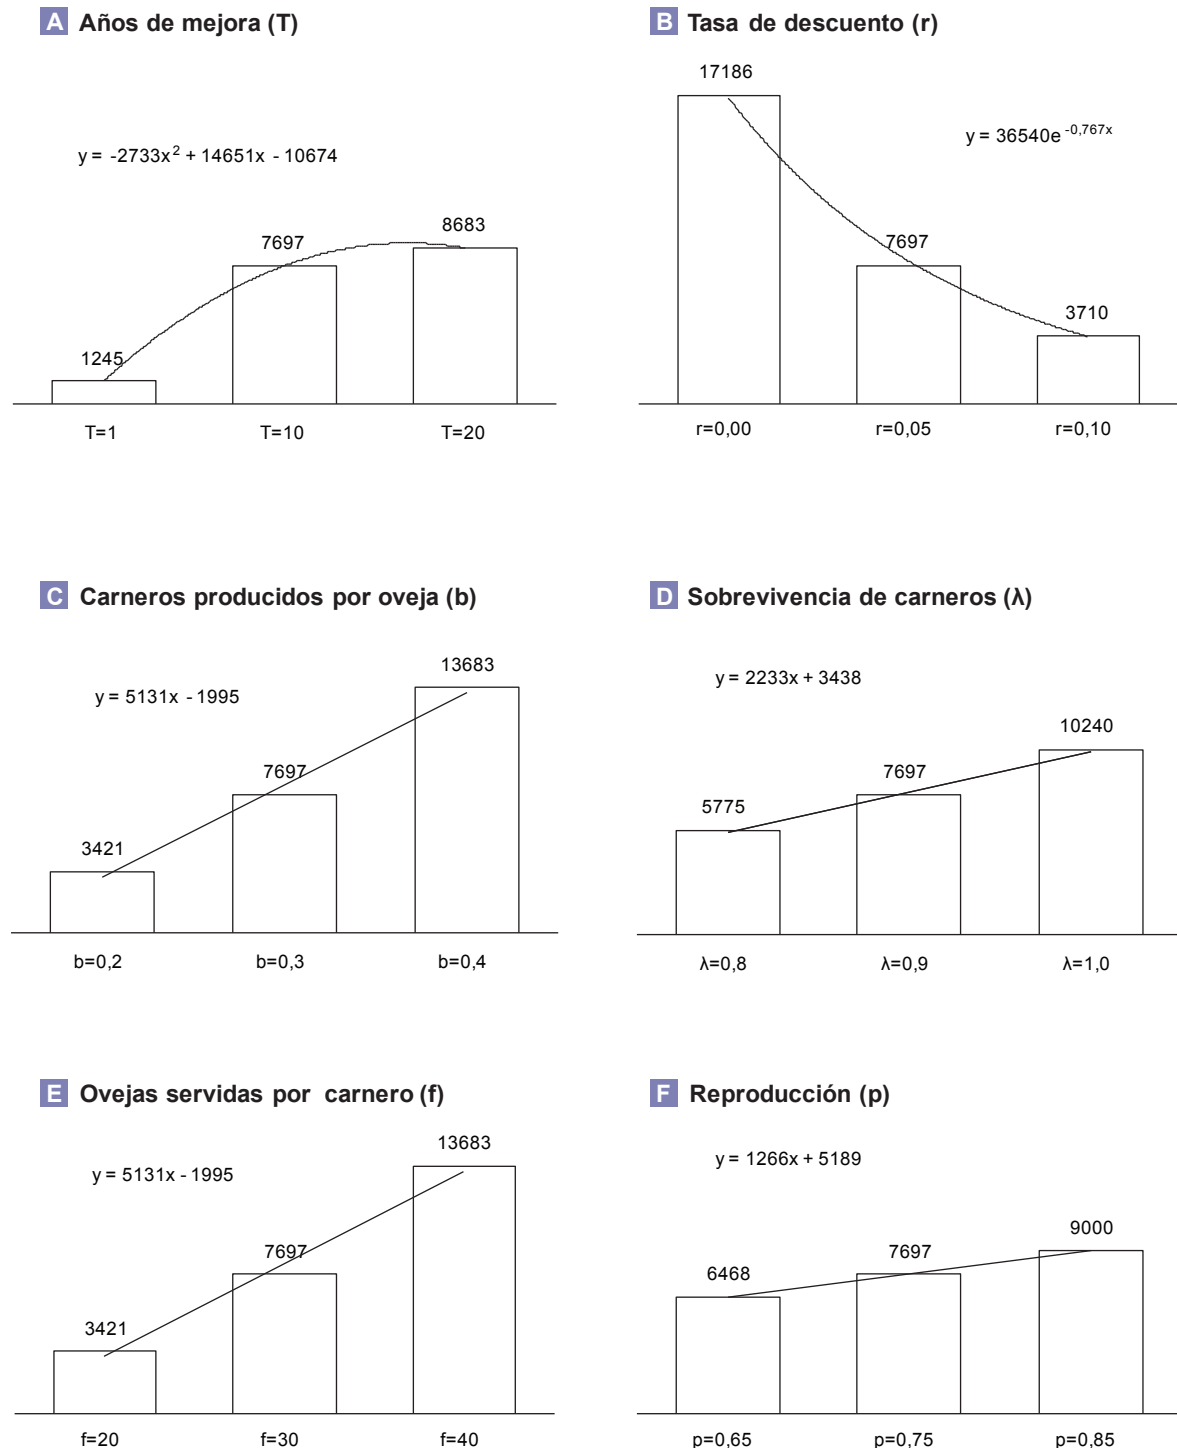 A Años de mejora (T)
y = -2733x² + 14651x - 10674
1245
7697
8683
T=1
T=10
T=20
B Tasa de descuento (r)
17186
y = 36540e^-0,767x
7697
3710
r=0,00
r=0,05
r=0,10
C Carneros producidos por oveja (b)
y = 5131x - 1995
3421
7697
13683
b=0,2
b=0,3
b=0,4
D Sobrevivencia de carneros (λ)
y = 2233x + 3438
5775
7697
10240
λ=0,8
λ=0,9
λ=1,0
E Ovejas servidas por carnero (f)
y = 5131x - 1995
3421
7697
13683
f=20
f=30
f=40
F Reproducción (p)
y = 1266x + 5189
6468
7697
9000
p=0,65
p=0,75
p=0,85